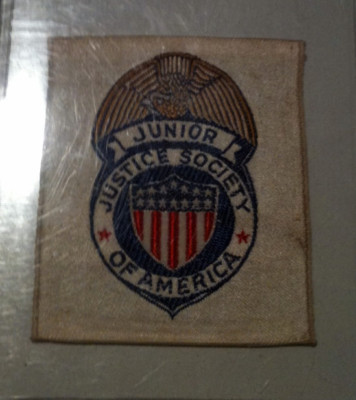 JUNIOR
JUSTICE SOCIETY
OF AMERICA